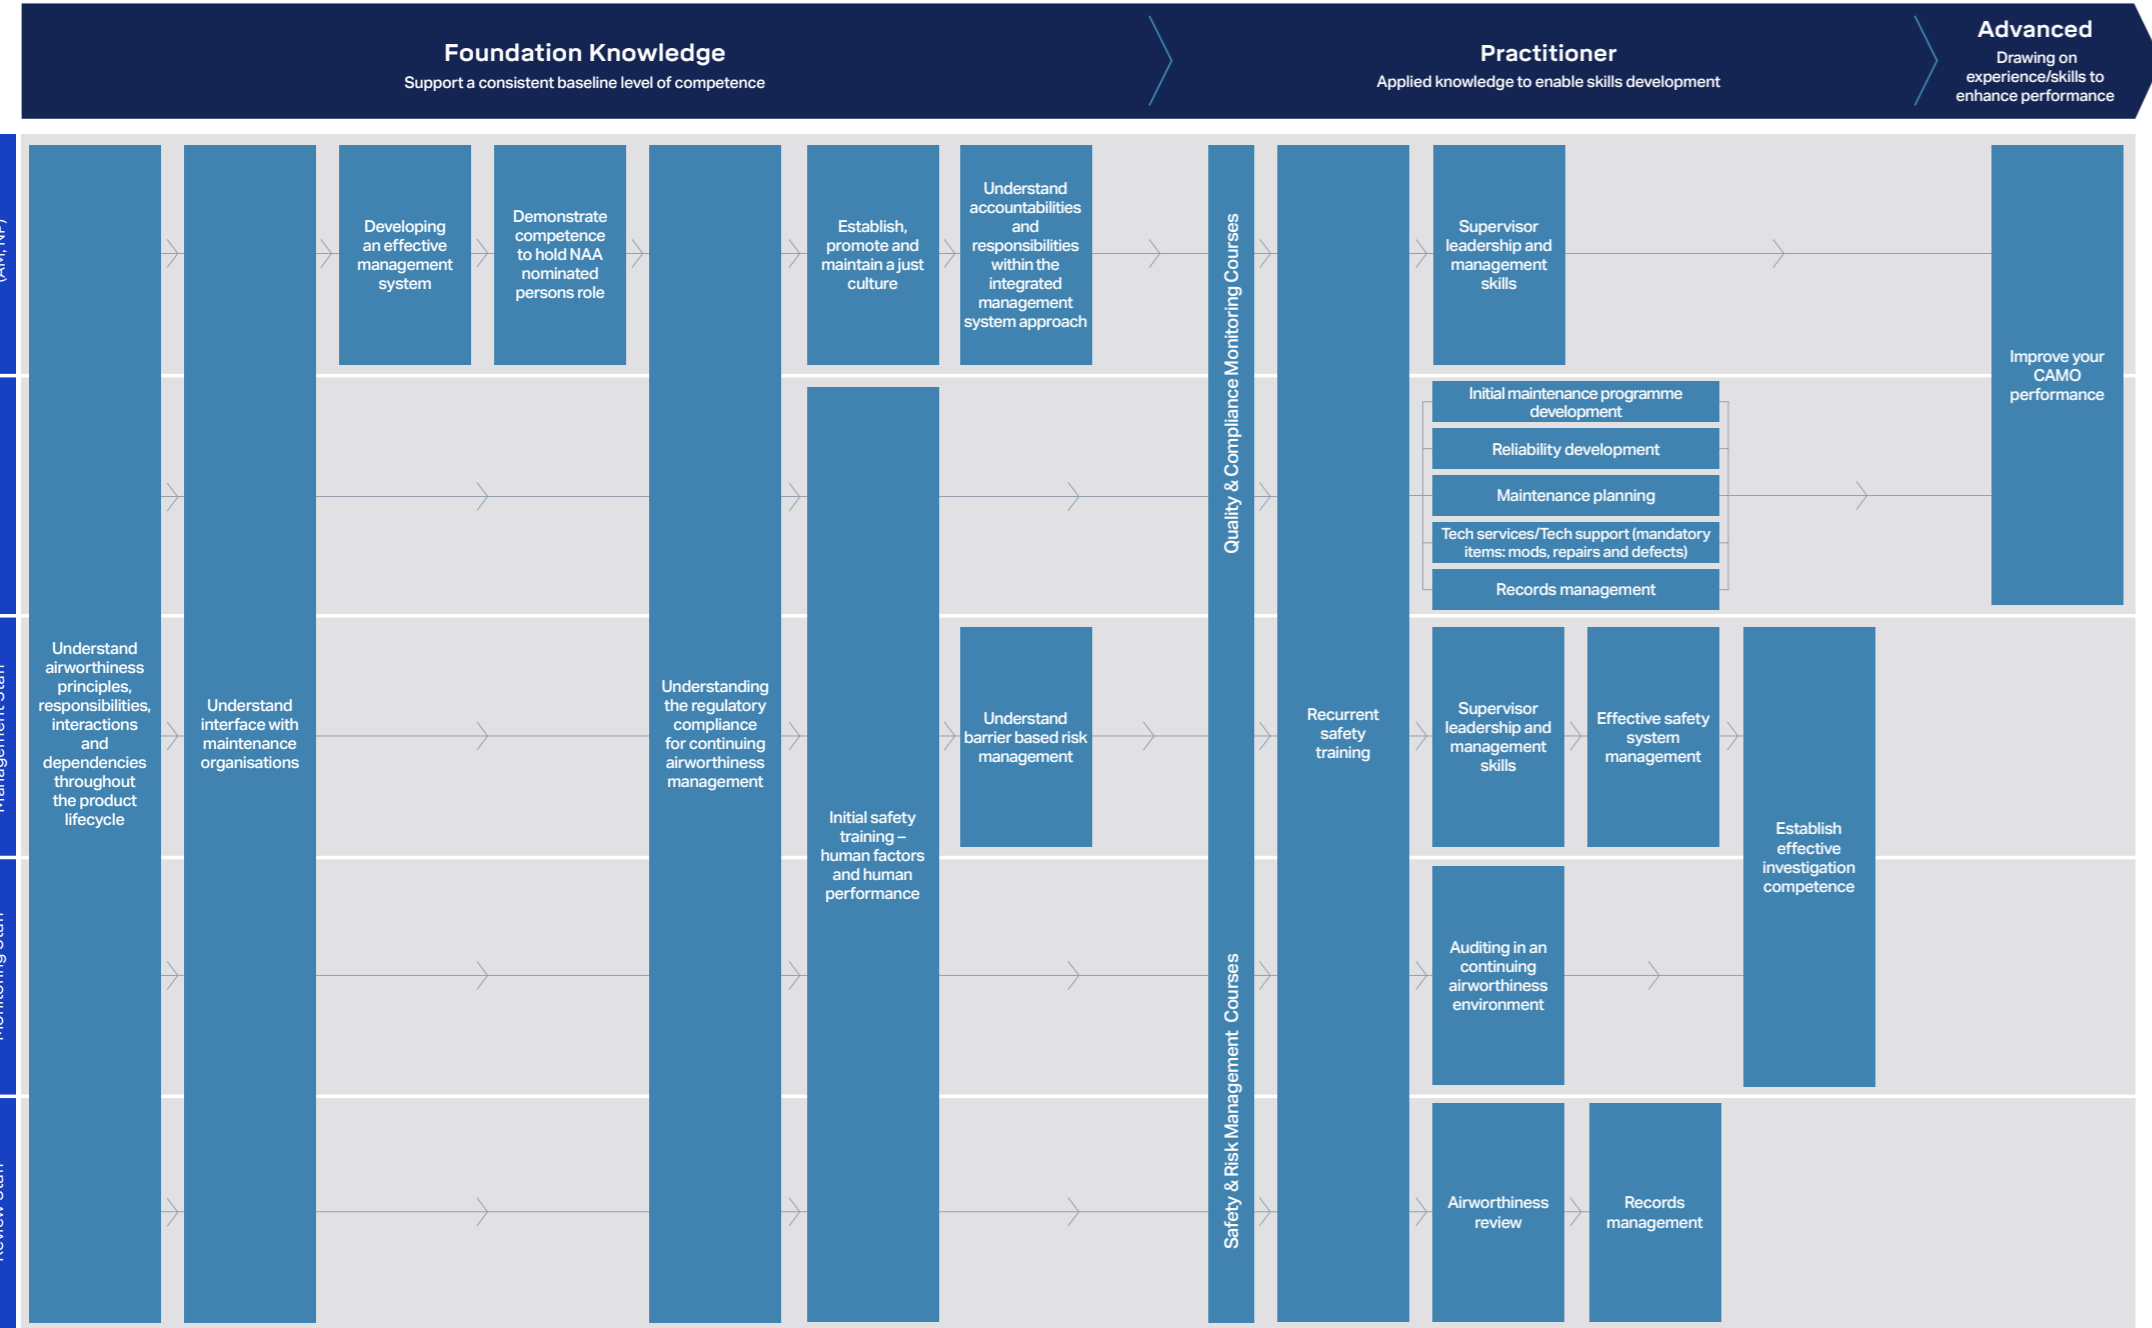 Foundation Knowledge
Support a consistent baseline level of competence
Practitioner
Applied knowledge to enable skills development
Advanced
Drawing on
experience/skills to
enhance performance
Understand
airworthiness
principles,
responsibilities,
interactions
and
dependencies
throughout
the product
lifecycle
Understand
interface with
maintenance
organisations
Developing
an effective
management
system
Demonstrate
competence
to hold NAA
nominated
persons role
Understanding
the regulatory
compliance
for continuing
airworthiness
management
Establish,
promote and
maintain a just
culture
Understand
accountabilities
and
responsibilities
within the
integrated
management
system approach
Initial safety
training –
human factors
and human
performance
Understand
barrier based risk
management
Quality & Compliance Monitoring Courses
Safety & Risk Management Courses
Recurrent
safety
training
Supervisor
leadership and
management
skills
Initial maintenance programme
development
Reliability development
Maintenance planning
Tech services/Tech support (mandatory
items: mods, repairs and defects)
Records management
Supervisor
leadership and
management
skills
Effective safety
system
management
Establish
effective
investigation
competence
Auditing in an
continuing
airworthiness
environment
Airworthiness
review
Records
management
Improve your
CAMO
performance